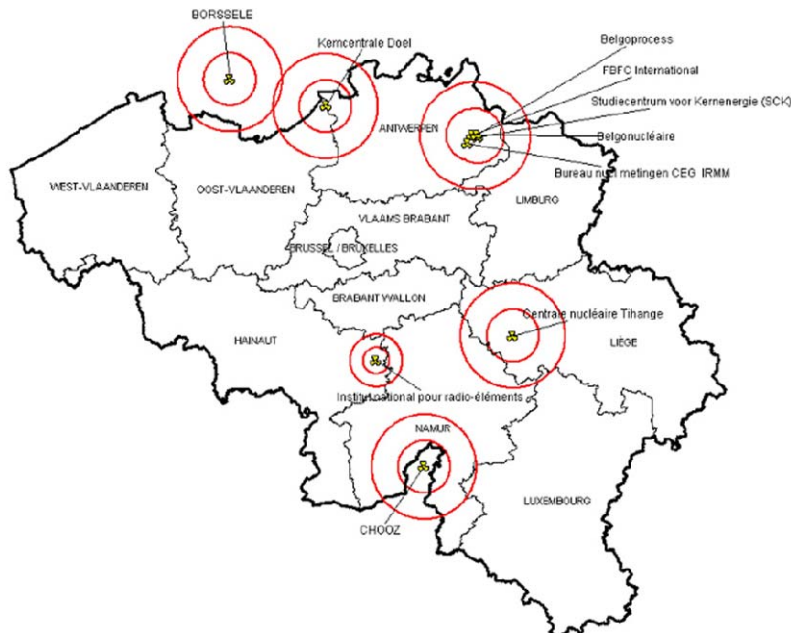 BORSSELE
Kerncentrale Doel
Belgoprocess
FBFC International
Studiecentrum voor Kernenergie (SCK)
ANTWERPEN
Belgonucléaire
Bureau nucl metingen CEG IRMM
WEST-VLAANDEREN
OOST-VLAANDEREN
LIMBURG
VLAAMS BRABANT
BRUSSEL / BRUXELLES
BRABANT WALLON
Centrale nucléaire Tihange
HAINAUT
LIÈGE
Institut national pour radio-éléments
NAMUR
LUXEMBOURG
CHOOZ